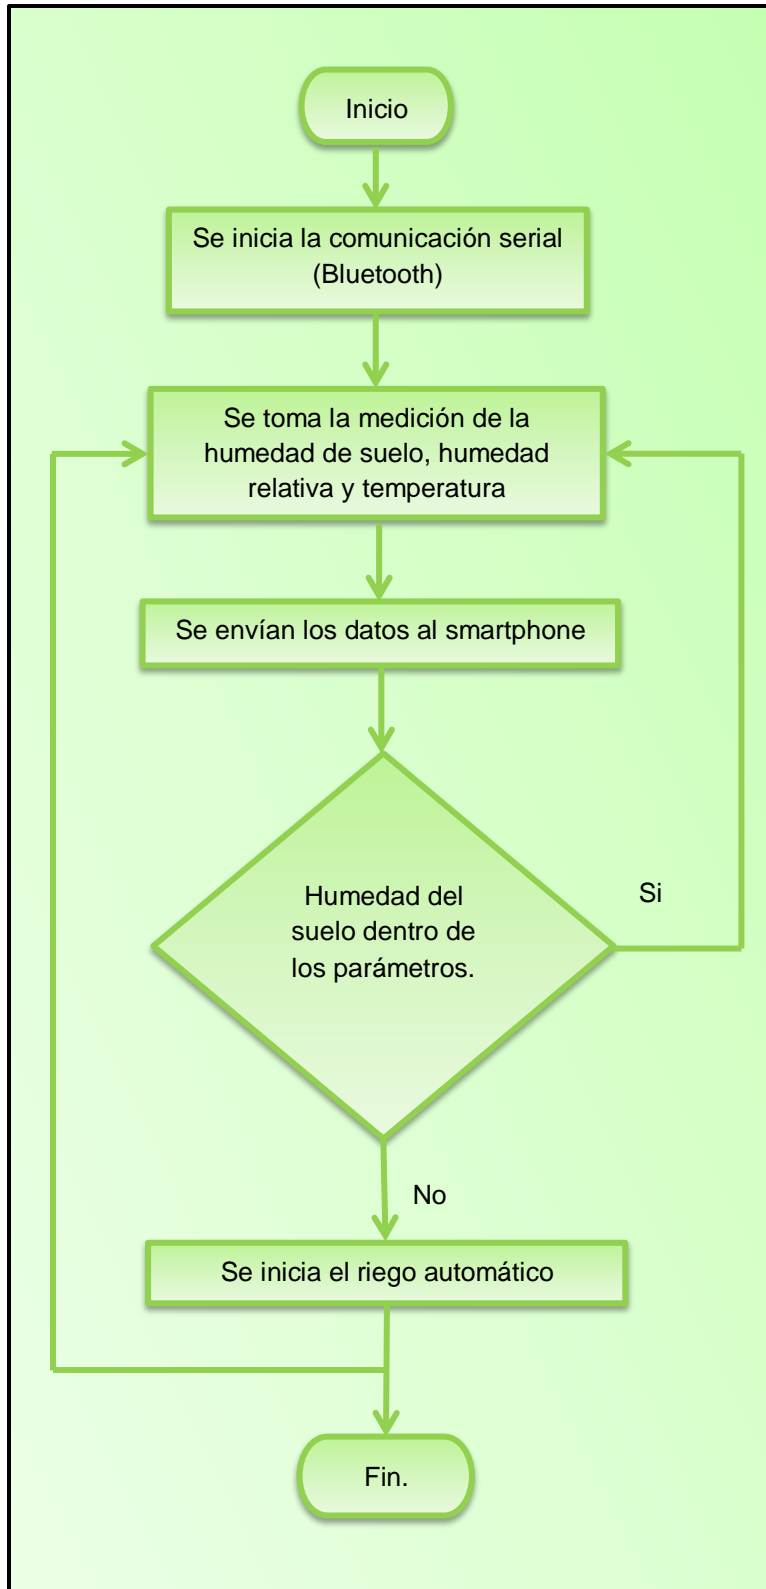 Inicio
Se inicia la comunicación serial
(Bluetooth)
Se toma la medición de la
humedad de suelo, humedad
relativa y temperatura
Se envían los datos al smartphone
Humedad del
suelo dentro de
los parámetros.
Si
No
Se inicia el riego automático
Fin.